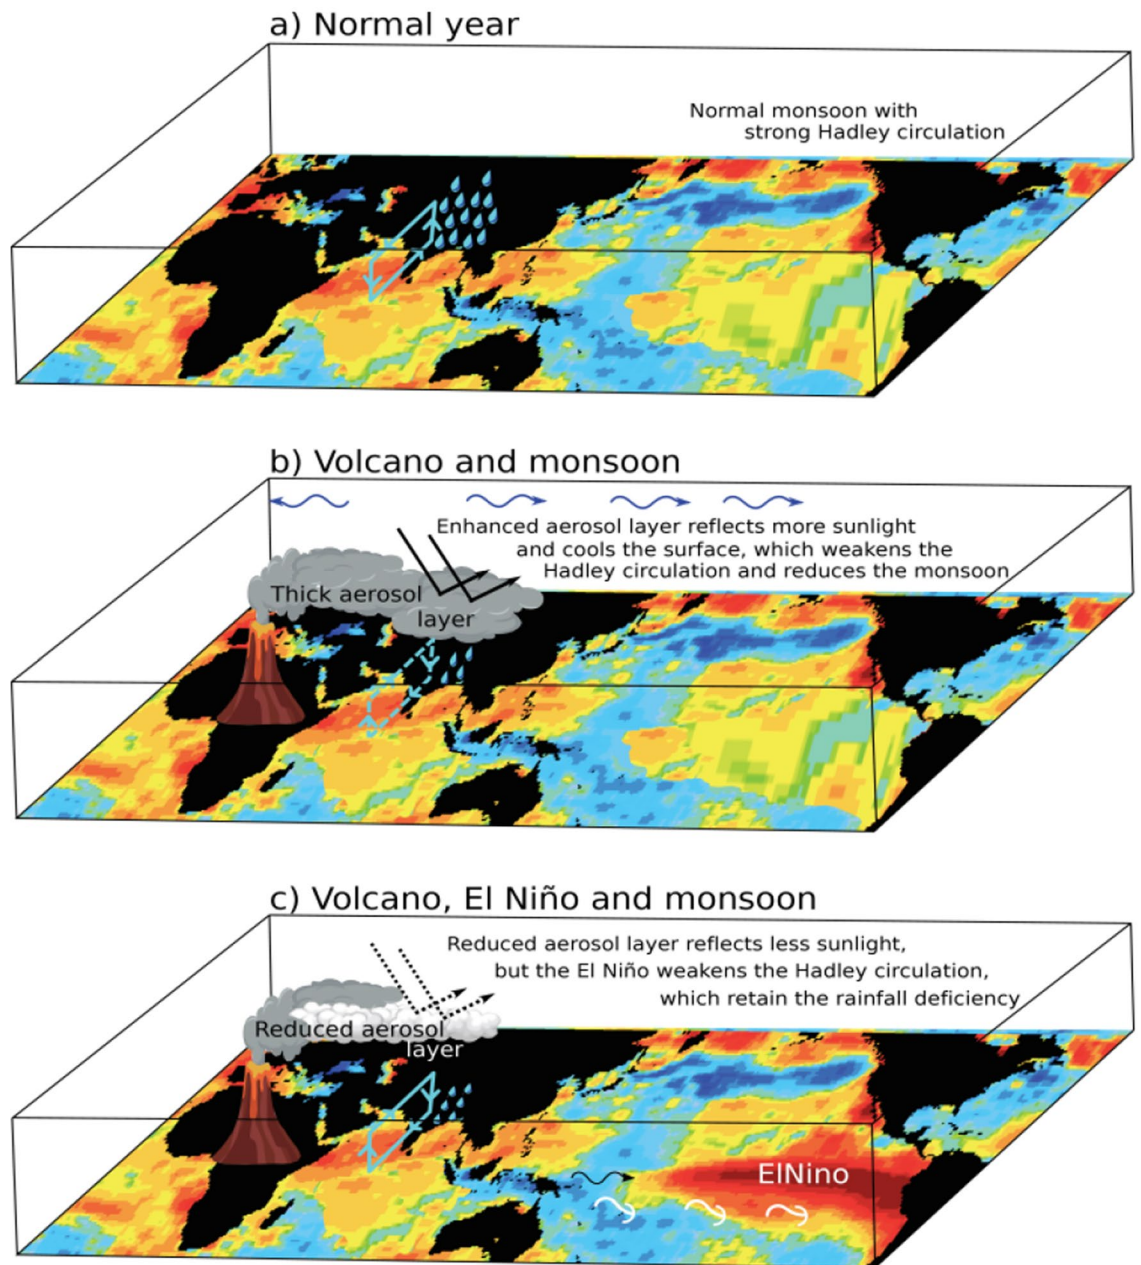 a) Normal year
Normal monsoon with
strong Hadley circulation
b) Volcano and monsoon
Enhanced aerosol layer reflects more sunlight
and cools the surface, which weakens the
Hadley circulation and reduces the monsoon
Thick aerosol
layer
c) Volcano, El Niño and monsoon
Reduced aerosol layer reflects less sunlight,
but the El Niño weakens the Hadley circulation,
which retain the rainfall deficiency
Reduced aerosol
layer
ElNino